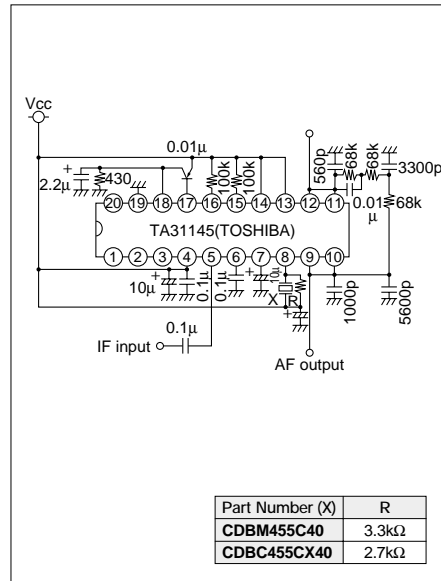 Vcc
0.01μ
100k
100k
560p
68k
68k
3300p
2.2μ
+
430
0.01
μ
68k
20 19 18 17 16 15 14 13 12 11
TA31145(TOSHIBA)
1 2 3 4 5 6 7 8 9 10
+
10μ
0.1μ
0.1μ
0.1μ
+
10μ
X
R
+
1000p
5600p
IF input
AF output
Part Number (X) R
CDBM455C40 3.3kΩ
CDBC455CX40 2.7kΩ